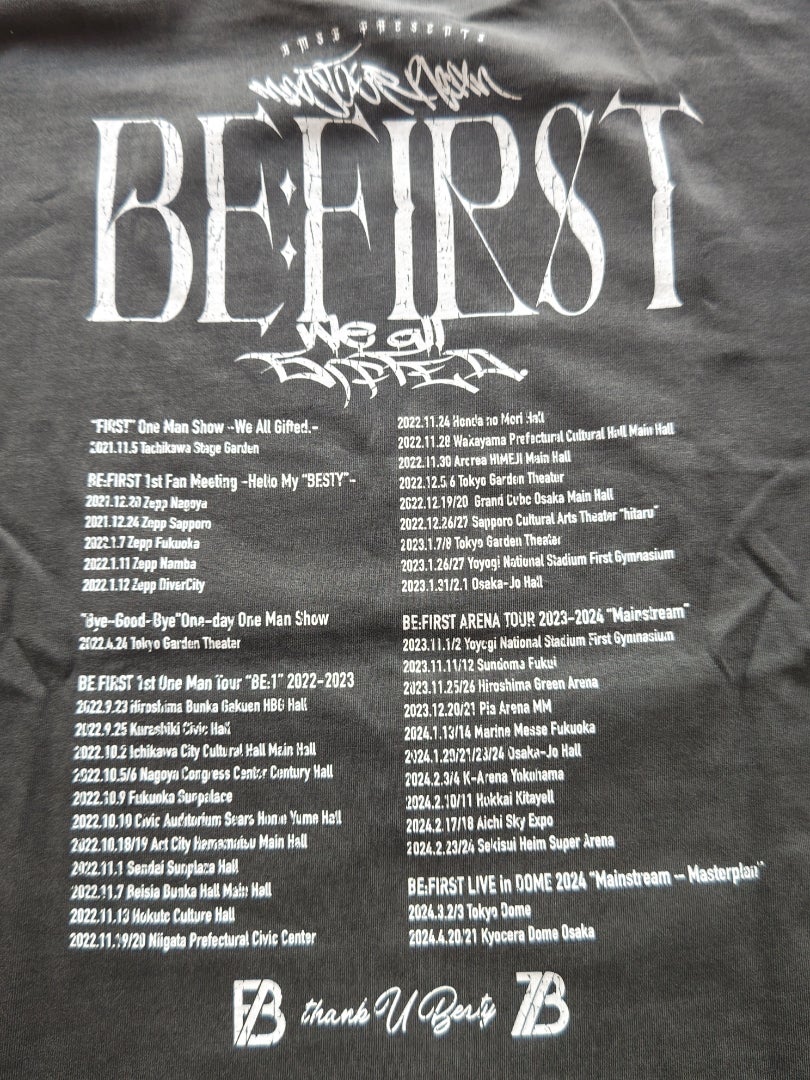 BMSG PRESENTS
Masterplan
BE:FIRST
We all
GIFTED.
"FIRST" One Man Show -We All Gifted.-
2021.11.5 Tachikawa Stage Garden
BE:FIRST 1st Fan Meeting -Hello My "BESTY"-
2021.12.20 Zepp Nagoya
2021.12.24 Zepp Sapporo
2022.1.7 Zepp Fukuoka
2022.1.11 Zepp Namba
2022.1.12 Zepp DiverCity
"Bye-Good-Bye"One-day One Man Show
2022.4.24 Tokyo Garden Theater
BE:FIRST 1st One Man Tour "BE:1" 2022-2023
2022.9.23 Hiroshima Bunka Gakuen HBG Hall
2022.9.25 Kurashiki Civic Hall
2022.10.2 Ichikawa City Cultural Hall Main Hall
2022.10.5/6 Nagoya Congress Center Century Hall
2022.10.9 Fukuoka Sunpalace
2022.10.10 Civic Auditorium Sears Home Yume Hall
2022.10.18/19 Act City Hamamatsu Main Hall
2022.11.1 Sendai Sunplaza Hall
2022.11.7 Beisia Bunka Hall Main Hall
2022.11.13 Hokuto Culture Hall
2022.11.19/20 Niigata Prefectural Civic Center
2022.11.24 Honda no Mori Hall
2022.11.28 Wakayama Prefectural Cultural Hall Main Hall
2022.11.30 Arcrea HIMEJI Main Hall
2022.12.5/6 Tokyo Garden Theater
2022.12.19/20 Grand Cube Osaka Main Hall
2022.12.26/27 Sapporo Cultural Arts Theater "hitaru"
2023.1.7/8 Tokyo Garden Theater
2023.1.26/27 Yoyogi National Stadium First Gymnasium
2023.1.31/2.1 Osaka-Jo Hall
BE:FIRST ARENA TOUR 2023-2024 "Mainstream"
2023.11.1/2 Yoyogi National Stadium First Gymnasium
2023.11.11/12 Sundome Fukui
2023.11.25/26 Hiroshima Green Arena
2023.12.20/21 Pia Arena MM
2024.1.13/14 Marine Messe Fukuoka
2024.1.20/21/23/24 Osaka-Jo Hall
2024.2.3/4 K-Arena Yokohama
2024.2.10/11 Hokkai Kitayell
2024.2.17/18 Aichi Sky Expo
2024.2.23/24 Sekisui Heim Super Arena
BE:FIRST LIVE in DOME 2024 "Mainstream - Masterplan"
2024.3.2/3 Tokyo Dome
2024.4.20/21 Kyocera Dome Osaka
thank U Besty